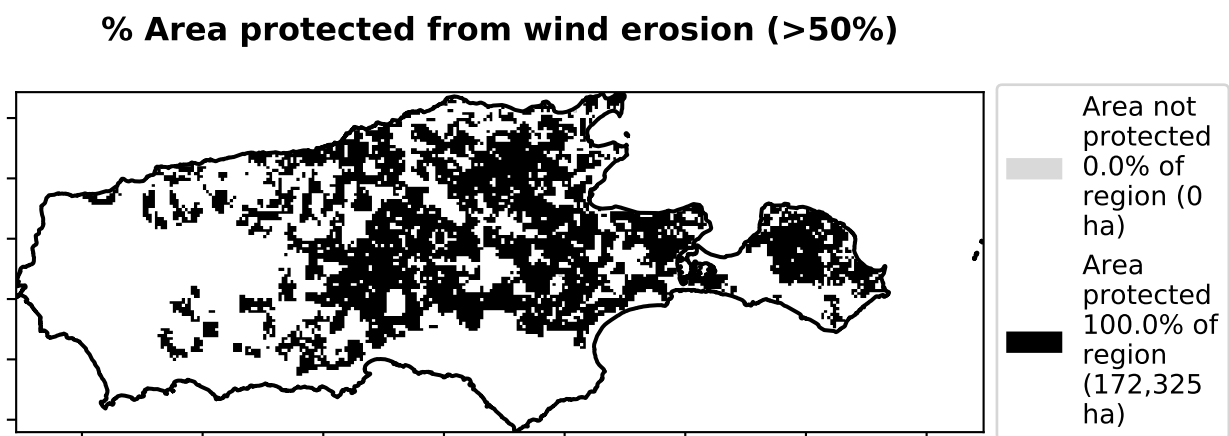 % Area protected from wind erosion (>50%)
Area not
protected
0.0% of
region (0
ha)
Area
protected
100.0% of
region
(172,325
ha)